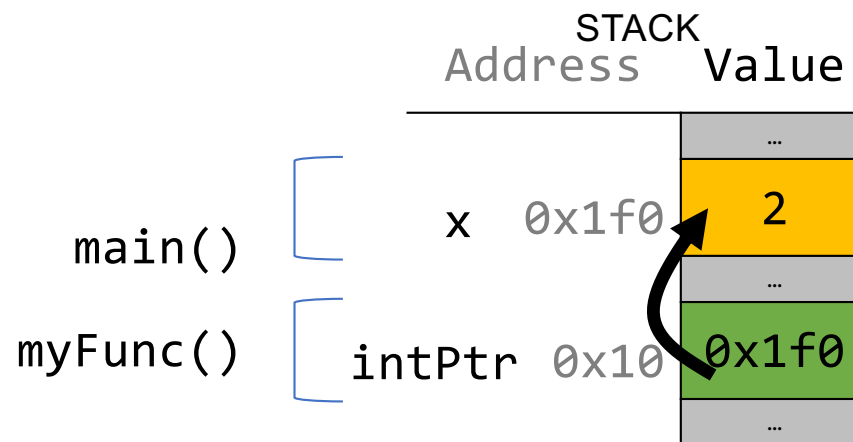 STACK
Address Value
…
x 0x1f0 2
main()
…
myFunc() intPtr 0x10 0x1f0
…